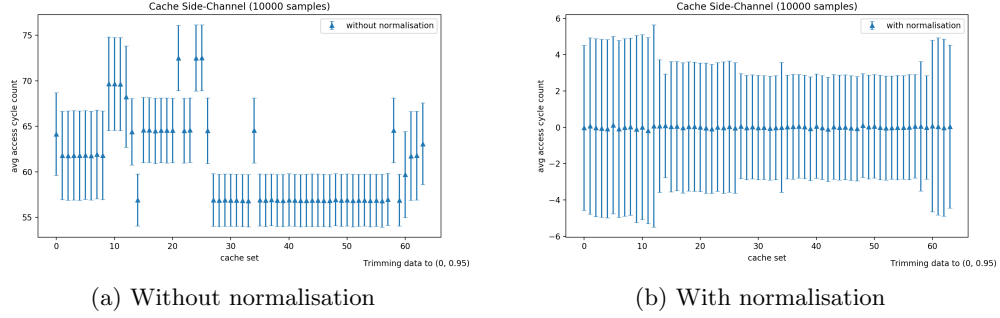 Cache Side-Channel (10000 samples)
without normalisation
75
70
65
60
55
avg access cycle count
0 10 20 30 40 50 60
cache set
Trimming data to (0, 0.95)
(a) Without normalisation
Cache Side-Channel (10000 samples)
with normalisation
6
4
2
0
−2
−4
−6
avg access cycle count
0 10 20 30 40 50 60
cache set
Trimming data to (0, 0.95)
(b) With normalisation